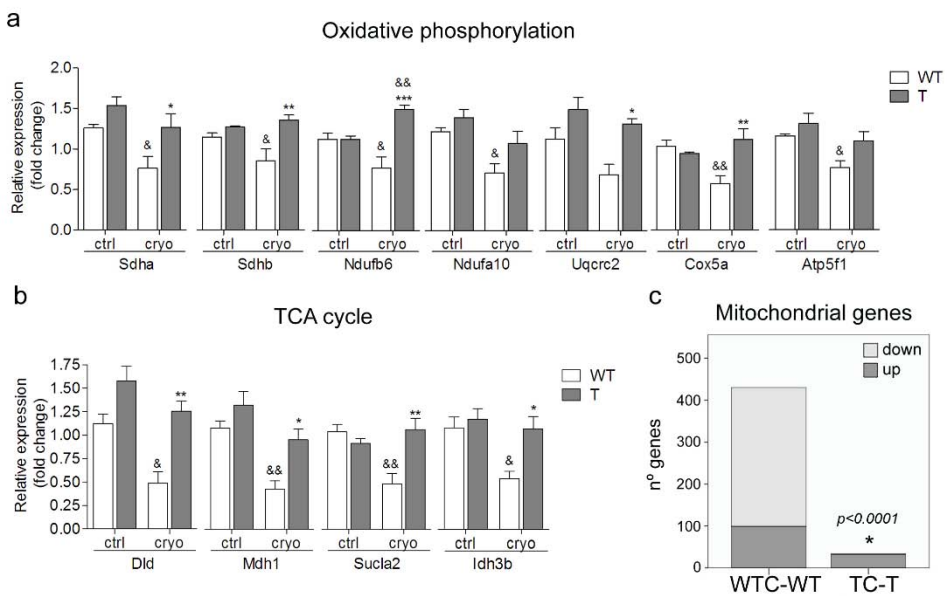 a
Oxidative phosphorylation
Relative expression
(fold change)
2.0
1.5
1.0
0.5
0.0
WT
T
& * & ** & && *** & * && ** &
ctrl cryo ctrl cryo ctrl cryo ctrl cryo ctrl cryo ctrl cryo ctrl cryo
Sdha Sdhb Ndufb6 Ndufa10 Uqcrc2 Cox5a Atp5f1
b
TCA cycle
Relative expression
(fold change)
1.75
1.50
1.25
1.00
0.75
0.50
0.25
0.00
WT
T
& ** && * && ** & *
ctrl cryo ctrl cryo ctrl cryo ctrl cryo
Dld Mdh1 Sucla2 Idh3b
c
Mitochondrial genes
nº genes
500
400
300
200
100
0
down
up
p<0.0001
*
WTC-WT TC-T